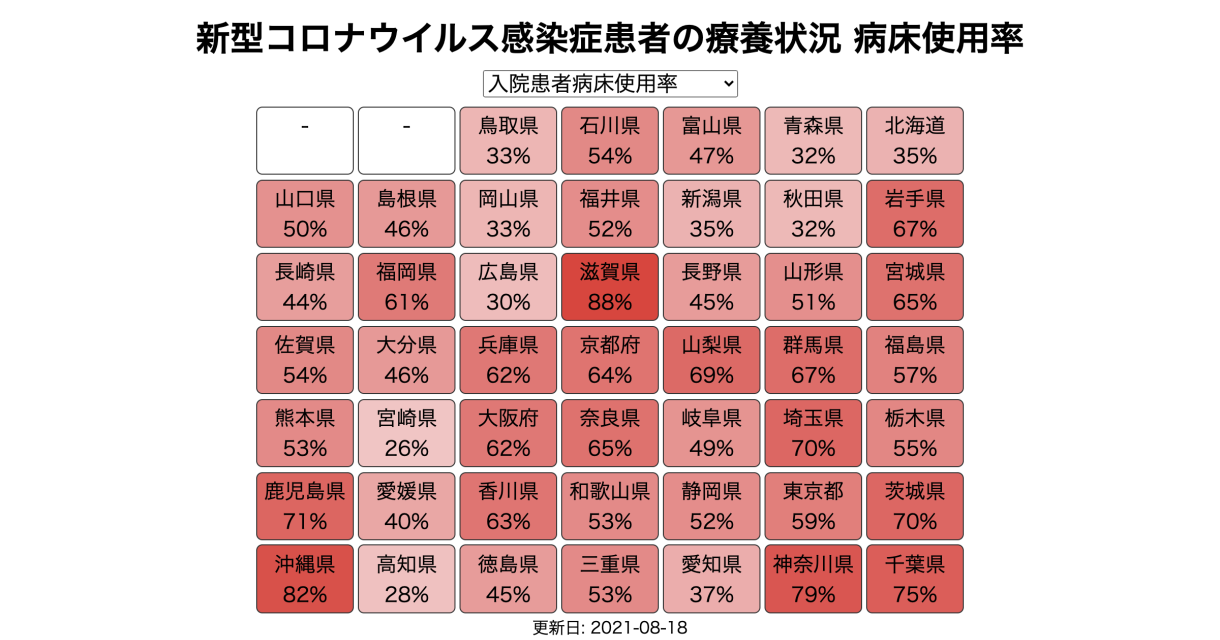 新型コロナウイルス感染症患者の療養状況 病床使用率
入院患者病床使用率
- - 鳥取県 石川県 富山県 青森県 北海道
33% 54% 47% 32% 35%
山口県 島根県 岡山県 福井県 新潟県 秋田県 岩手県
50% 46% 33% 52% 35% 32% 67%
長崎県 福岡県 広島県 滋賀県 長野県 山形県 宮城県
44% 61% 30% 88% 45% 51% 65%
佐賀県 大分県 兵庫県 京都府 山梨県 群馬県 福島県
54% 46% 62% 64% 69% 67% 57%
熊本県 宮崎県 大阪府 奈良県 岐阜県 埼玉県 栃木県
53% 26% 62% 65% 49% 70% 55%
鹿児島県 愛媛県 香川県 和歌山県 静岡県 東京都 茨城県
71% 40% 63% 53% 52% 59% 70%
沖縄県 高知県 徳島県 三重県 愛知県 神奈川県 千葉県
82% 28% 45% 53% 37% 79% 75%
更新日: 2021-08-18